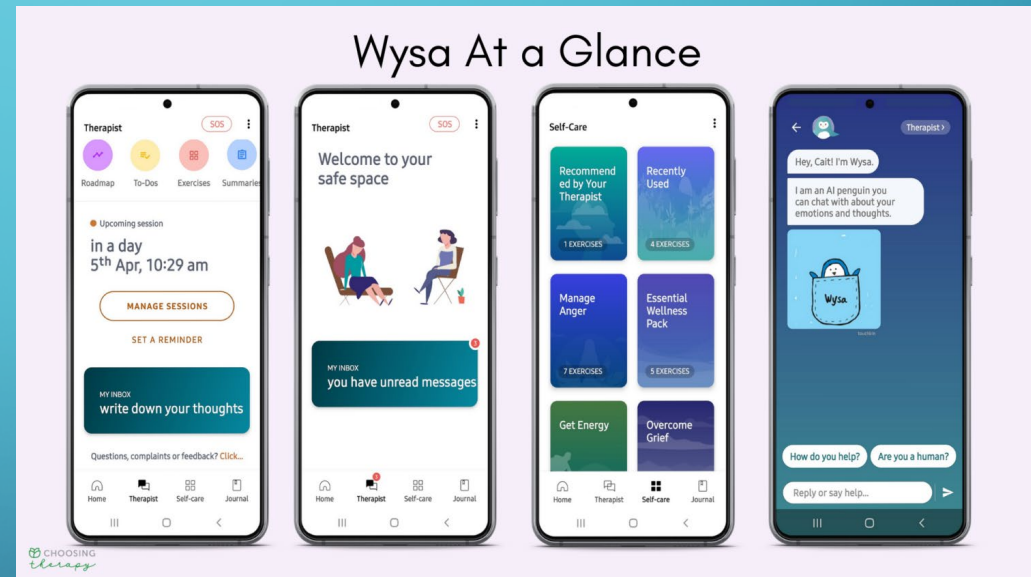 Wysa At a Glance
Therapist
SOS
Roadmap
To-Dos
Exercises
Summaries
Upcoming session
in a day
5th Apr, 10:29 am
MANAGE SESSIONS
SET A REMINDER
MY INBOX
write down your thoughts
Questions, complaints or feedback? Click...
Home
Therapist
Self-care
Journal
Therapist
SOS
Welcome to your
safe space
3
MY INBOX
you have unread messages
Home
Therapist
Self-care
Journal
Self-Care
Recommend
ed by Your
Therapist
1 EXERCISES
Recently
Used
4 EXERCISES
Manage
Anger
7 EXERCISES
Essential
Wellness
Pack
5 EXERCISES
Get Energy
Overcome
Grief
Home
Therapist
Self-care
Journal
Therapist >
Hey, Cait! I'm Wysa.
I am an AI penguin you
can chat with about your
emotions and thoughts.
Wysa
How do you help?
Are you a human?
Reply or say help...
CHOOSING
therapy